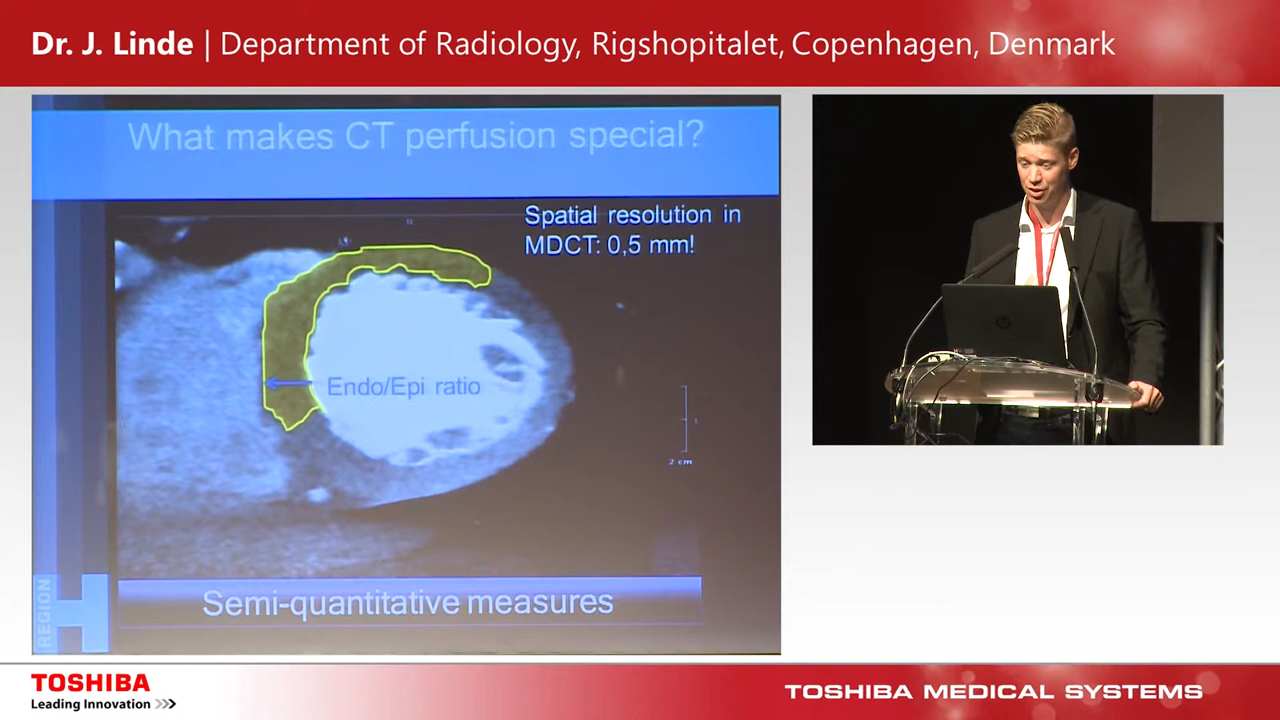 Dr. J. Linde | Department of Radiology, Rigshopitalet, Copenhagen, Denmark
What makes CT perfusion special?
Spatial resolution in
MDCT: 0,5 mm!
Endo/Epi ratio
2 cm
Semi-quantitative measures
REGION
H
TOSHIBA
Leading Innovation >>>
TOSHIBA MEDICAL SYSTEMS